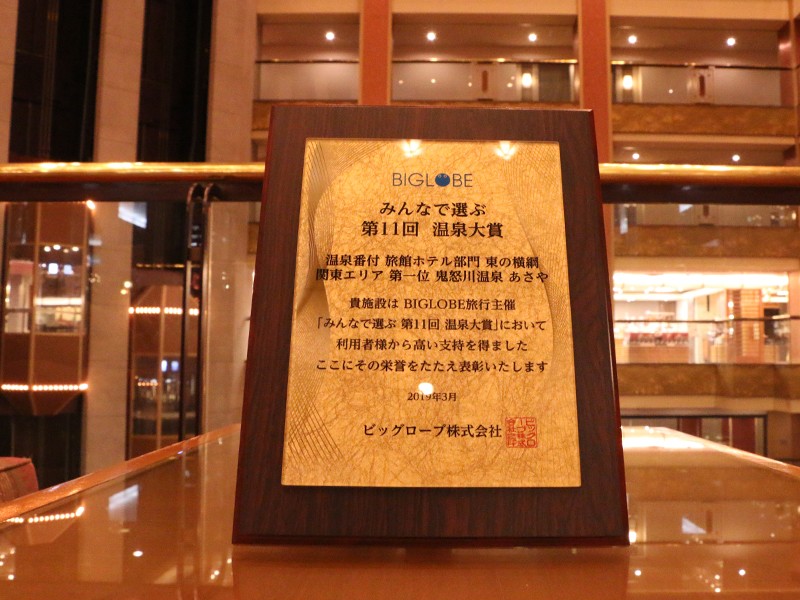 BIGLOBE
みんなで選ぶ
第11回 温泉大賞
温泉番付 旅館ホテル部門 東の横綱
関東エリア 第一位 鬼怒川温泉 あさや
貴施設は BIGLOBE旅行主催
「みんなで選ぶ 第11回 温泉大賞」において
利用者様から高い支持を得ました
ここにその栄誉をたたえ表彰いたします
2019年3月
ビッグローブ株式会社